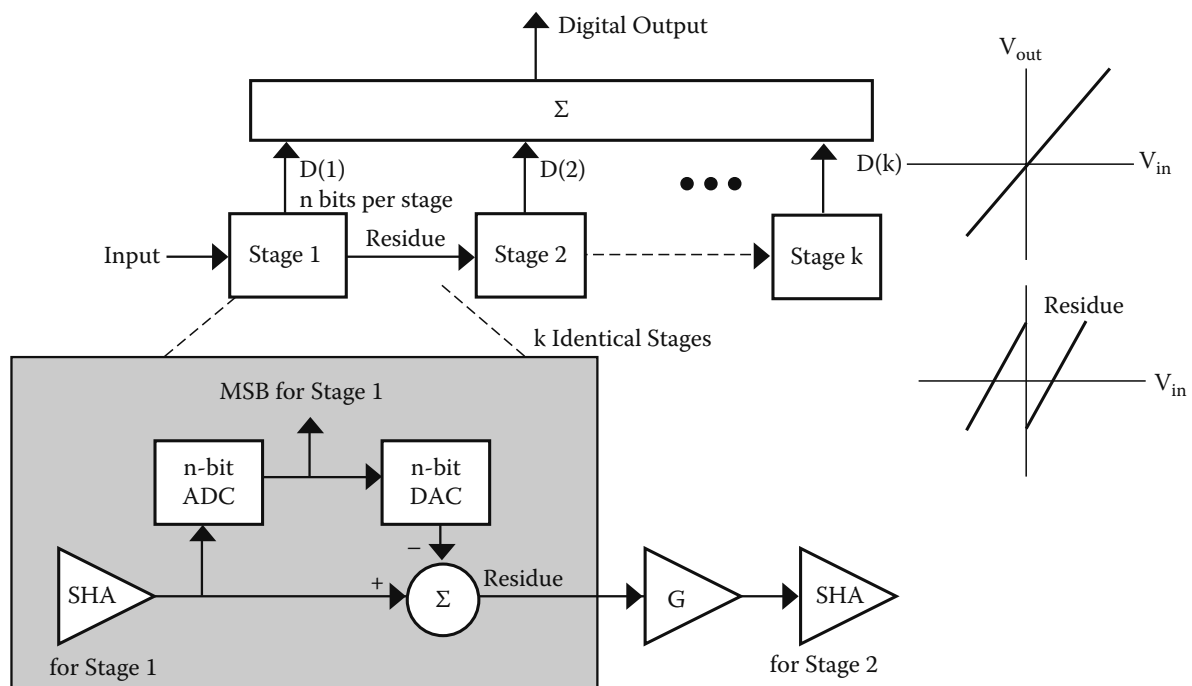 Digital Output
Σ
D(1)
D(2)
D(k)
n bits per stage
Input
Stage 1
Residue
Stage 2
Stage k
k Identical Stages
MSB for Stage 1
n-bit
ADC
n-bit
DAC
−
SHA
+
Σ
Residue
G
SHA
for Stage 1
for Stage 2
V_out
V_in
Residue
V_in